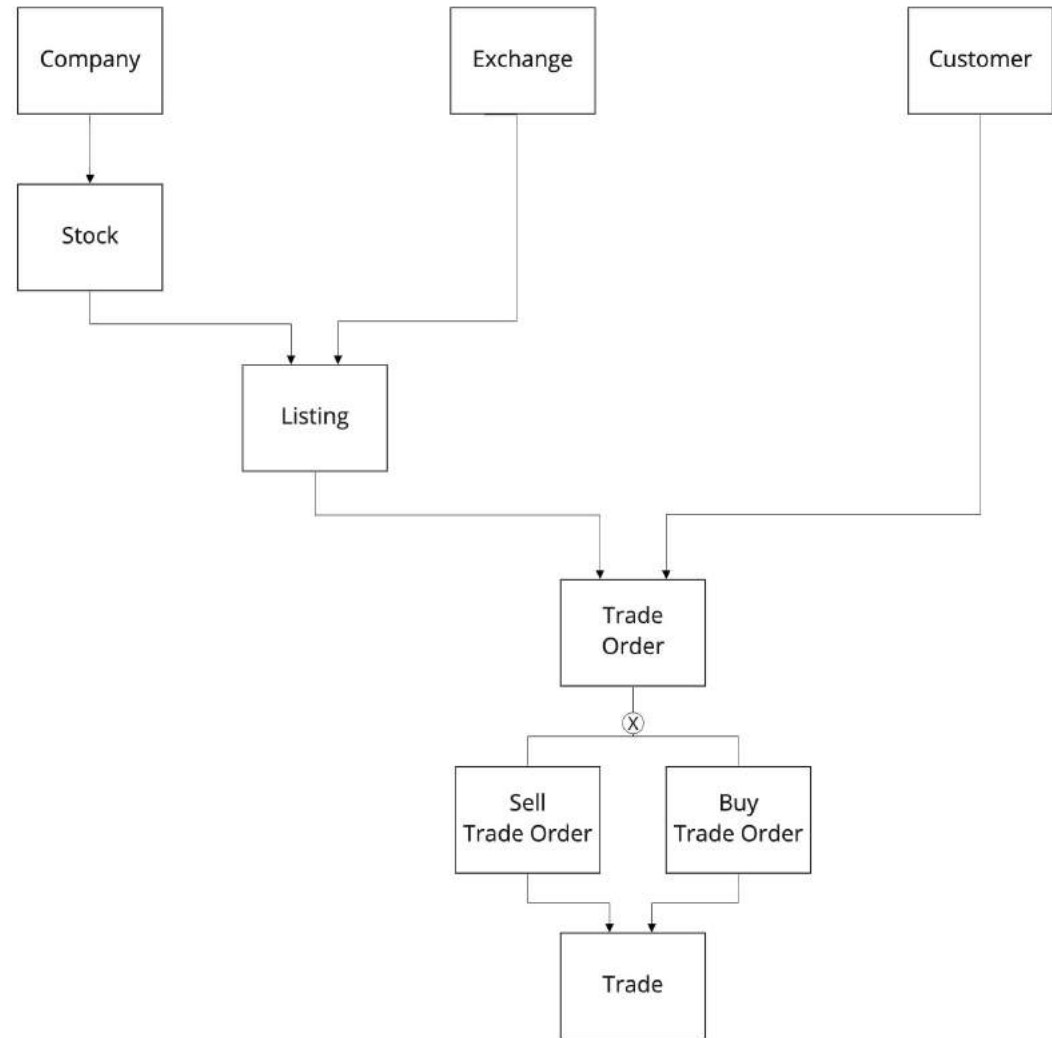 Company
Exchange
Customer
Stock
Listing
Trade
Order
X
Sell
Trade Order
Buy
Trade Order
Trade